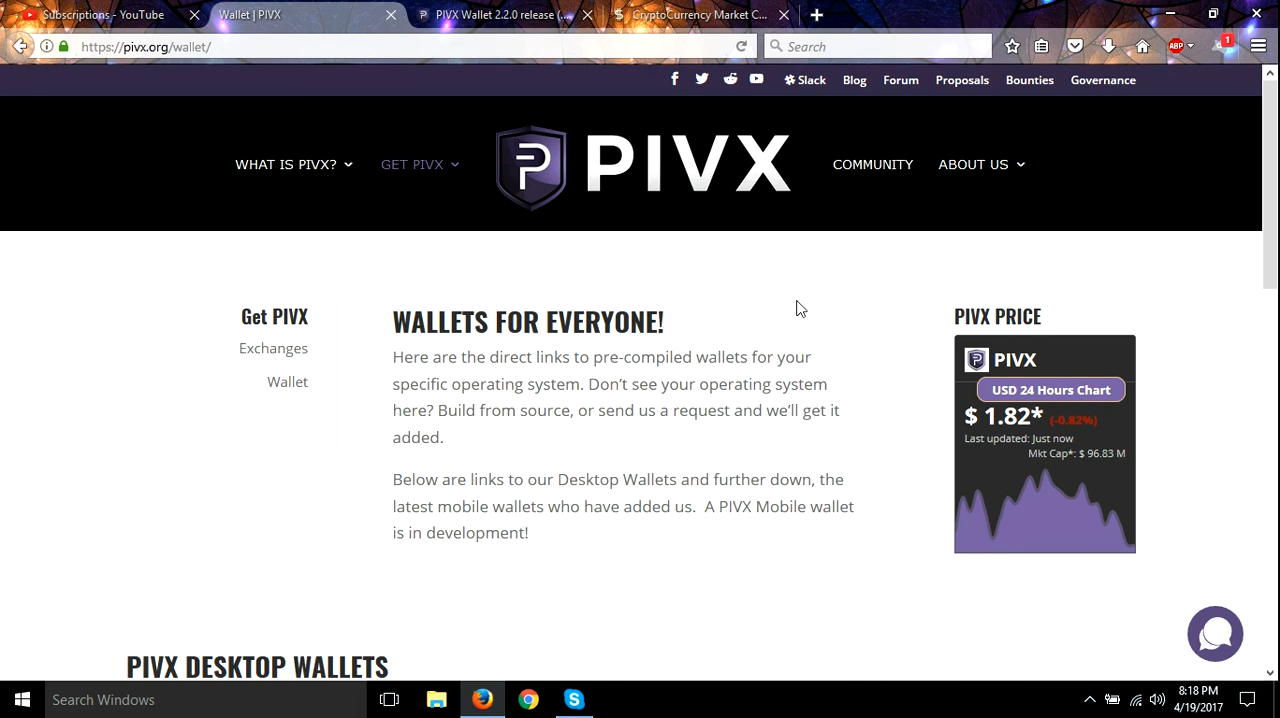 Subscriptions - YouTube
Wallet | PIVX
PIVX Wallet 2.2.0 release (...
CryptoCurrency Market C...
https://pivx.org/wallet/
Search
ABP
1
Slack
Blog
Forum
Proposals
Bounties
Governance
WHAT IS PIVX?
GET PIVX
PIVX
COMMUNITY
ABOUT US
Get PIVX
Exchanges
Wallet
WALLETS FOR EVERYONE!
Here are the direct links to pre-compiled wallets for your
specific operating system. Don’t see your operating system
here? Build from source, or send us a request and we’ll get it
added.
Below are links to our Desktop Wallets and further down, the
latest mobile wallets who have added us. A PIVX Mobile wallet
is in development!
PIVX PRICE
PIVX
USD 24 Hours Chart
$ 1.82* (-0.82%)
Last updated: Just now
Mkt Cap*: $ 96.83 M
PIVX DESKTOP WALLETS
Search Windows
8:18 PM
4/19/2017